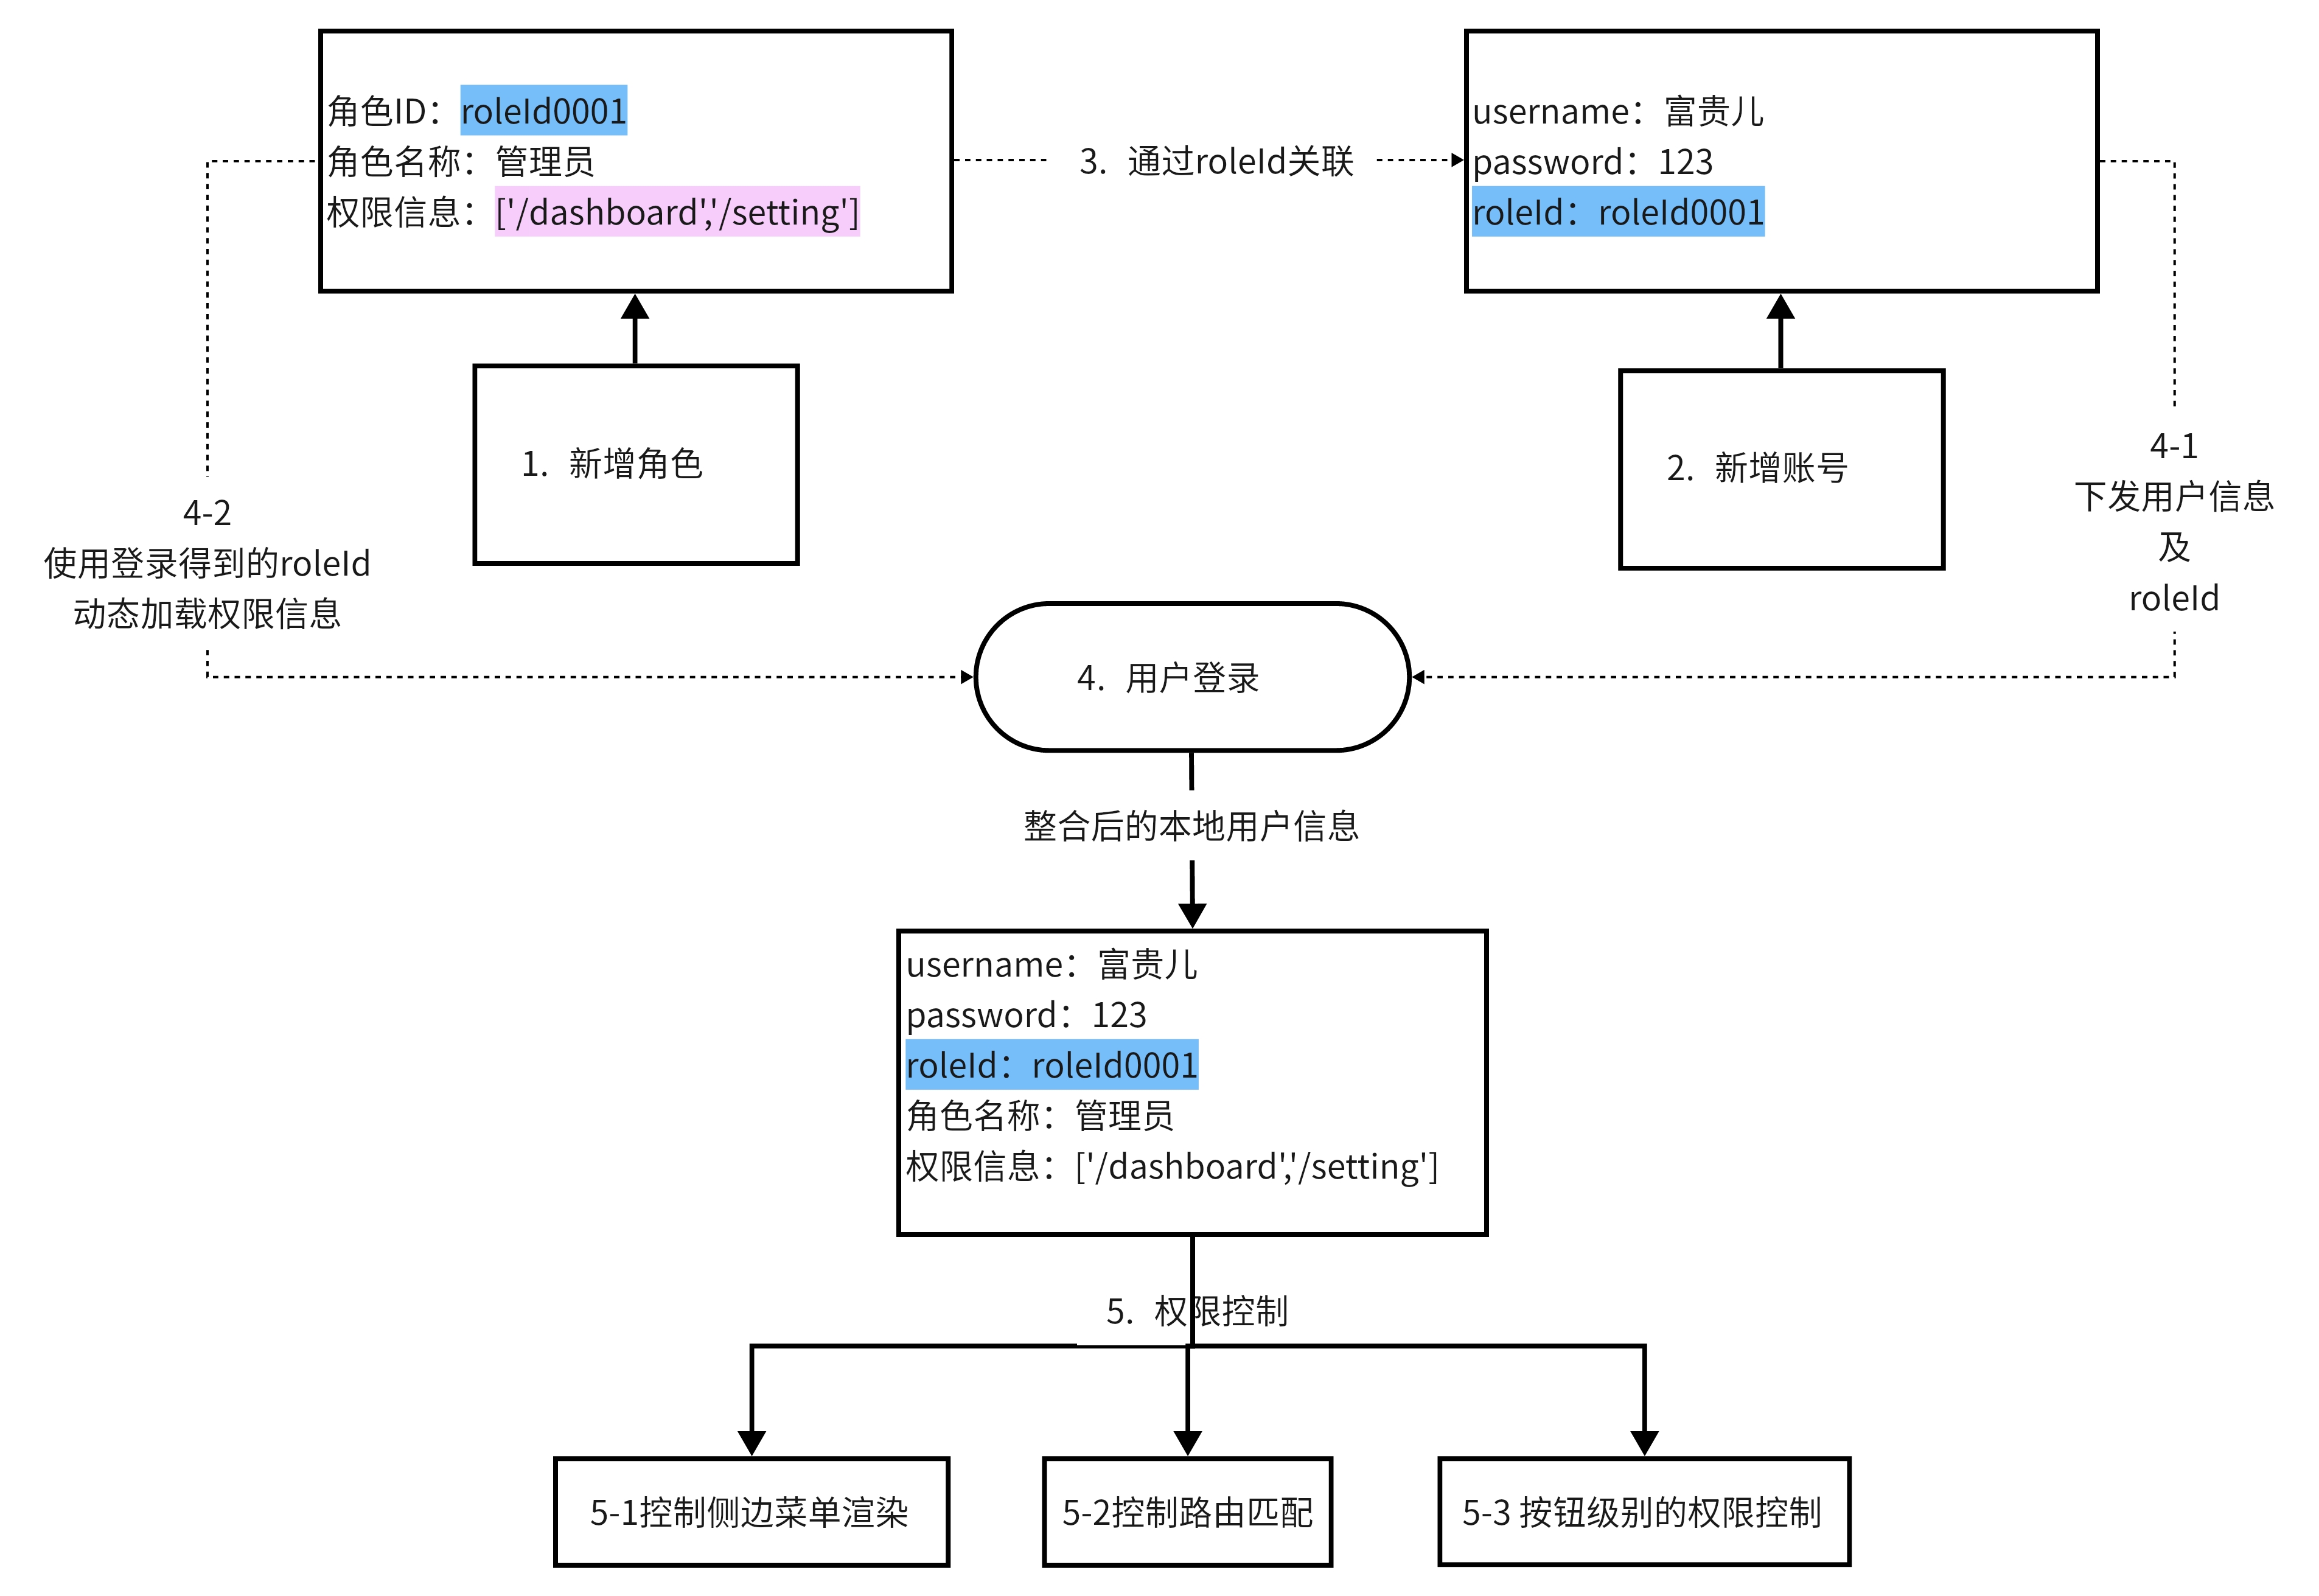 角色ID：roleId0001
角色名称：管理员
权限信息：['/dashboard','/setting']
3. 通过roleId关联
username：富贵儿
password：123
roleId：roleId0001
1. 新增角色
2. 新增账号
4-1
下发用户信息
及
roleId
4-2
使用登录得到的roleId
动态加载权限信息
4. 用户登录
整合后的本地用户信息
username：富贵儿
password：123
roleId：roleId0001
角色名称：管理员
权限信息：['/dashboard','/setting']
5. 权限控制
5-1控制侧边菜单渲染
5-2控制路由匹配
5-3 按钮级别的权限控制